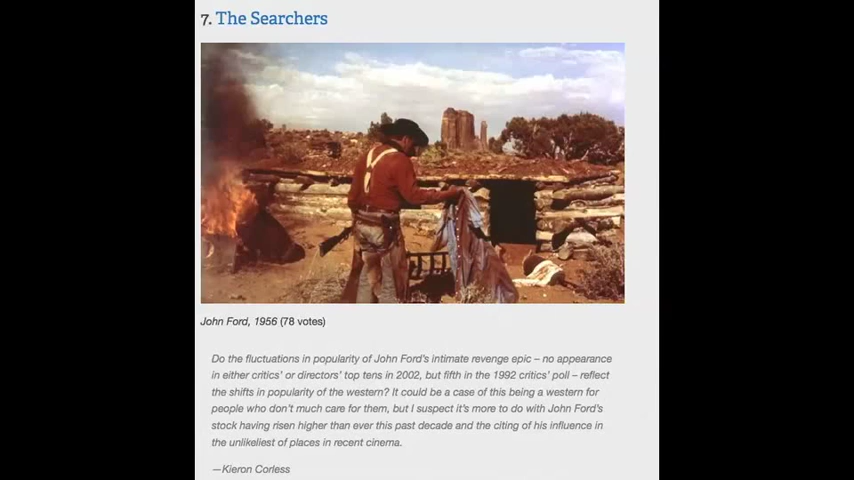 7. The Searchers
John Ford, 1956 (78 votes)
Do the fluctuations in popularity of John Ford's intimate revenge epic – no appearance
in either critics' or directors' top tens in 2002, but fifth in the 1992 critics' poll – reflect
the shifts in popularity of the western? It could be a case of this being a western for
people who don't much care for them, but I suspect it's more to do with John Ford's
stock having risen higher than ever this past decade and the citing of his influence in
the unlikeliest of places in recent cinema.
—Kieron Corless